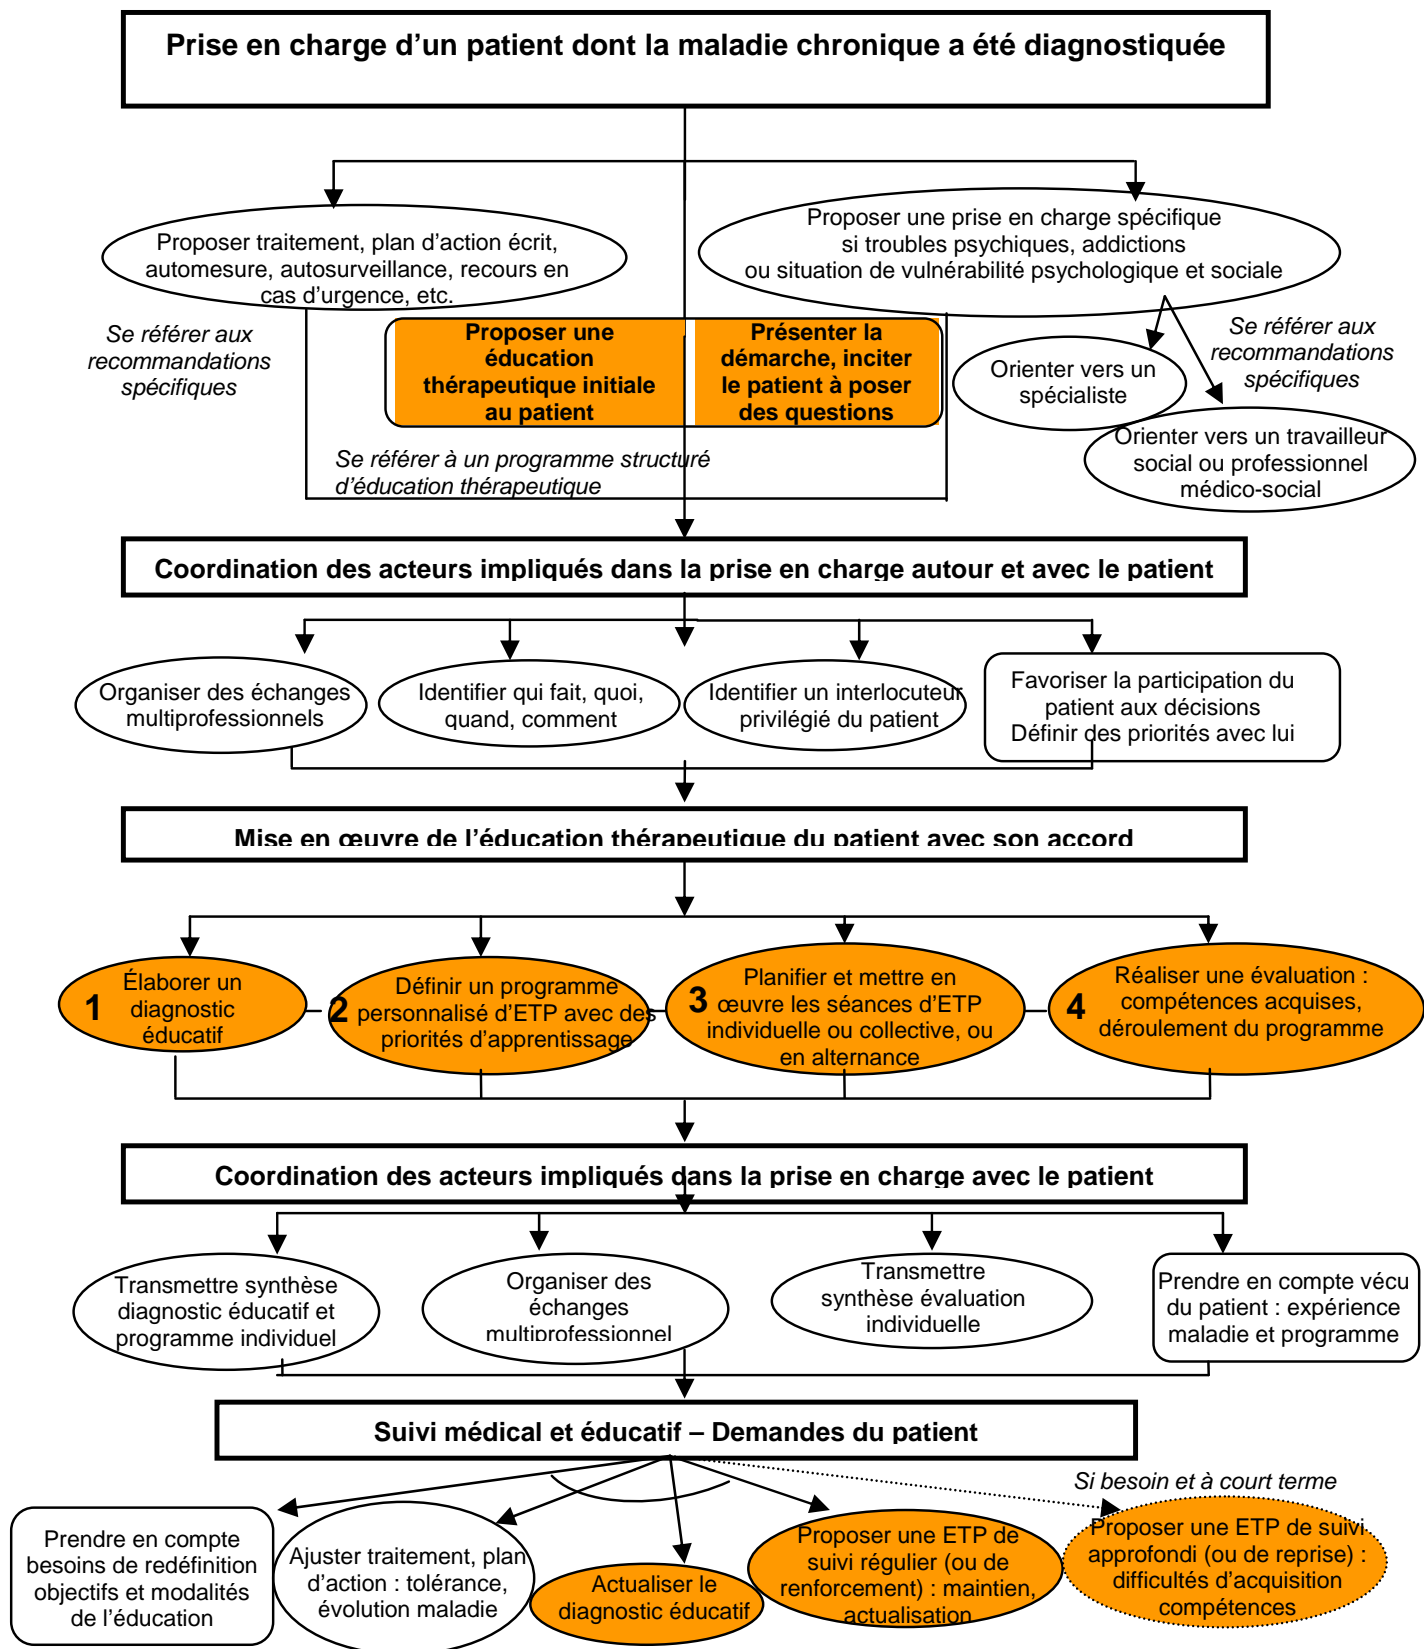 Prise en charge d’un patient dont la maladie chronique a été diagnostiquée
Proposer traitement, plan d’action écrit,
automesure, autosurveillance, recours en
cas d’urgence, etc.
Proposer une prise en charge spécifique
si troubles psychiques, addictions
ou situation de vulnérabilité psychologique et sociale
Se référer aux
recommandations
spécifiques
Proposer une
éducation
thérapeutique initiale
au patient
Présenter la
démarche, inciter
le patient à poser
des questions
Se référer aux
recommandations
spécifiques
Orienter vers un
spécialiste
Orienter vers un travailleur
social ou professionnel
médico-social
Se référer à un programme structuré
d’éducation thérapeutique
Coordination des acteurs impliqués dans la prise en charge autour et avec le patient
Organiser des échanges
multiprofessionnels
Identifier qui fait, quoi,
quand, comment
Identifier un interlocuteur
privilégié du patient
Favoriser la participation du
patient aux décisions
Définir des priorités avec lui
Mise en œuvre de l’éducation thérapeutique du patient avec son accord
1
Élaborer un
diagnostic
éducatif
2
Définir un programme
personnalisé d’ETP avec des
priorités d’apprentissage
3
Planifier et mettre en
œuvre les séances d’ETP
individuelle ou collective, ou
en alternance
4
Réaliser une évaluation :
compétences acquises,
déroulement du programme
Coordination des acteurs impliqués dans la prise en charge avec le patient
Transmettre synthèse
diagnostic éducatif et
programme individuel
Organiser des
échanges
multiprofessionnel
Transmettre
synthèse évaluation
individuelle
Prendre en compte vécu
du patient : expérience
maladie et programme
Suivi médical et éducatif – Demandes du patient
Si besoin et à court terme
Prendre en compte
besoins de redéfinition
objectifs et modalités
de l’éducation
Ajuster traitement, plan
d’action : tolérance,
évolution maladie
Actualiser le
diagnostic éducatif
Proposer une ETP de
suivi régulier (ou de
renforcement) : maintien,
actualisation
Proposer une ETP de suivi
approfondi (ou de reprise) :
difficultés d’acquisition
compétences